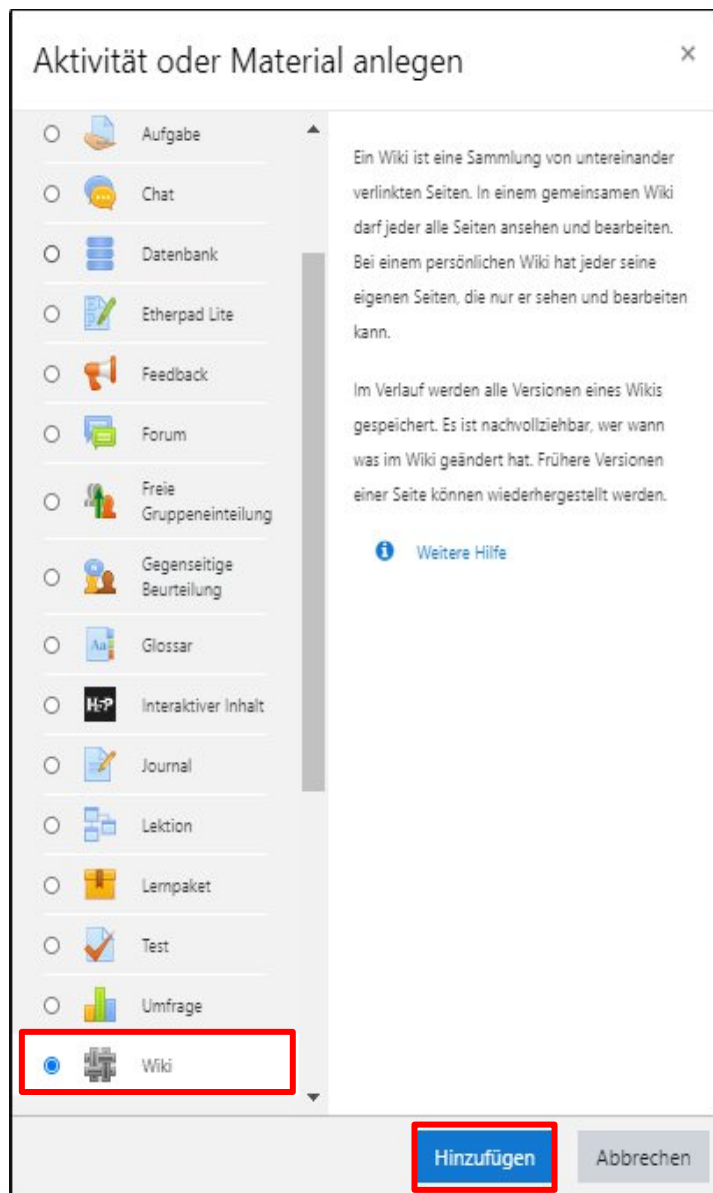 Aktivität oder Material anlegen
×
Aufgabe
Chat
Datenbank
Etherpad Lite
Feedback
Forum
Freie
Gruppeneinteilung
Gegenseitige
Beurteilung
Aa
Glossar
H5P
Interaktiver Inhalt
Journal
Lektion
Lernpaket
Test
Umfrage
Wiki
Ein Wiki ist eine Sammlung von untereinander
verlinkten Seiten. In einem gemeinsamen Wiki
darf jeder alle Seiten ansehen und bearbeiten.
Bei einem persönlichen Wiki hat jeder seine
eigenen Seiten, die nur er sehen und bearbeiten
kann.
Im Verlauf werden alle Versionen eines Wikis
gespeichert. Es ist nachvollziehbar, wer wann
was im Wiki geändert hat. Frühere Versionen
einer Seite können wiederhergestellt werden.
Weitere Hilfe
Hinzufügen
Abbrechen